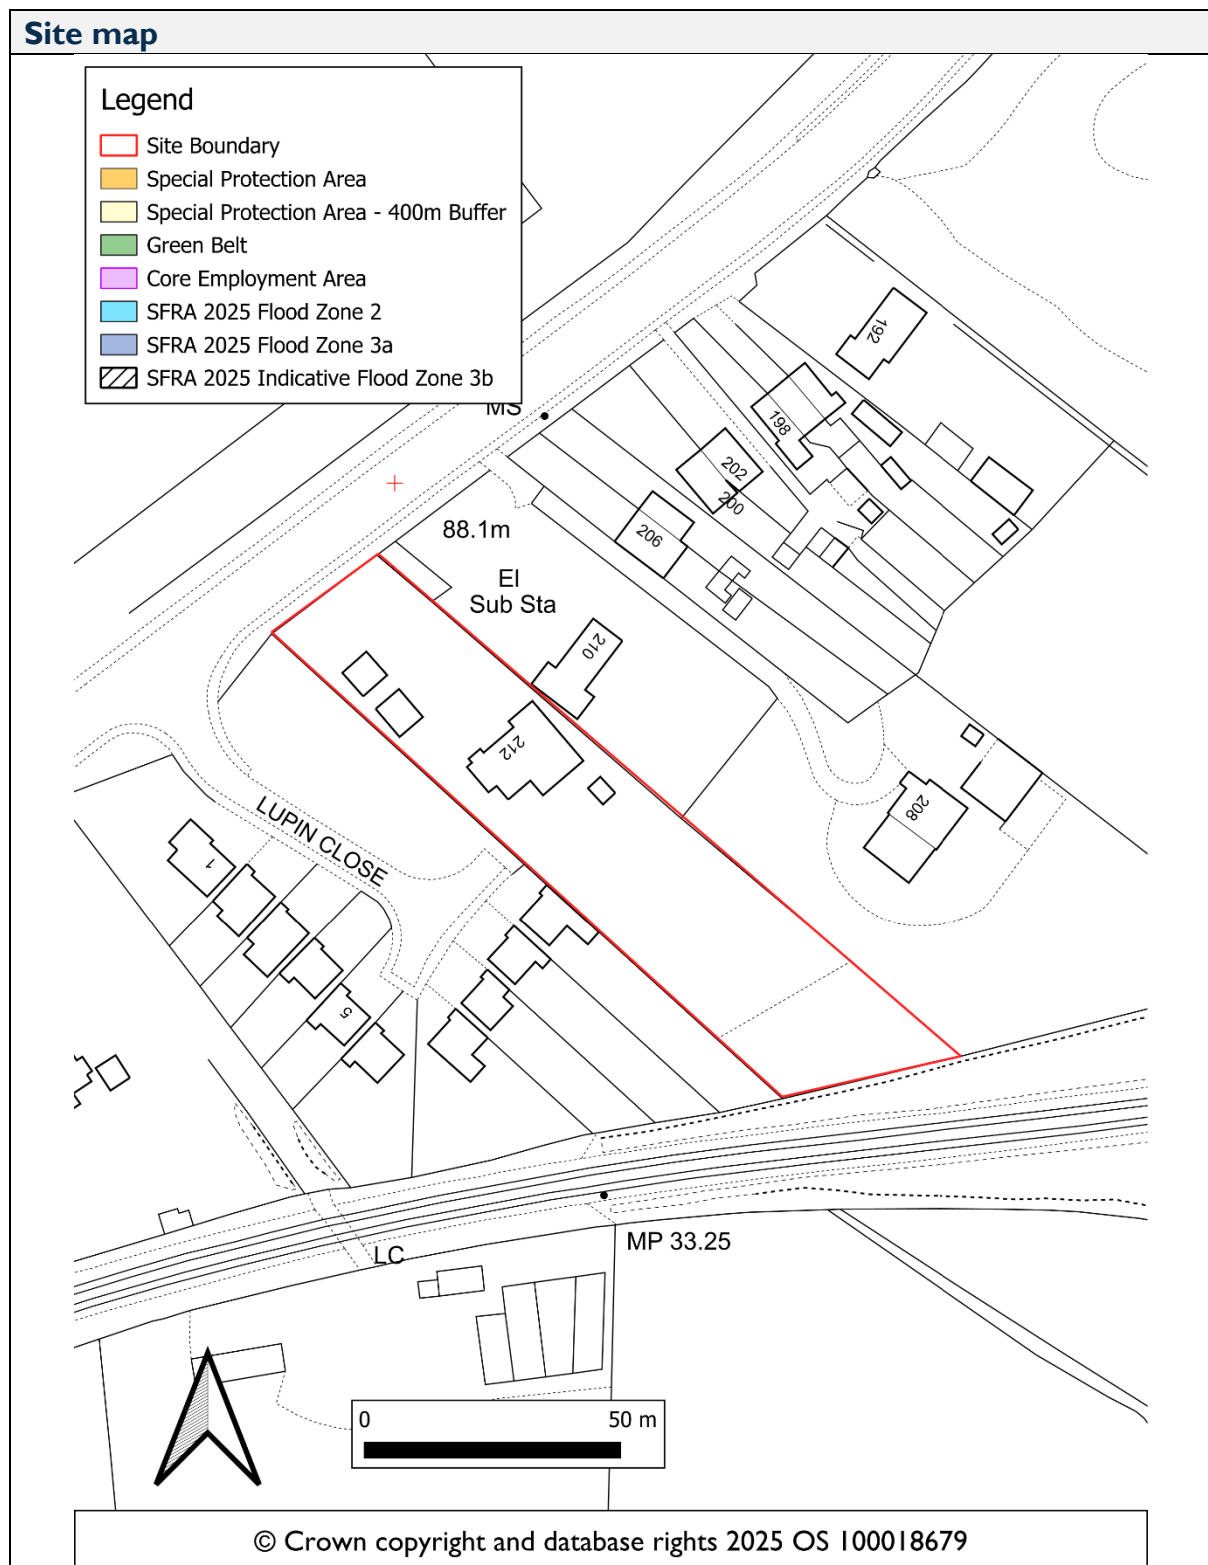 Site map
Legend
Site Boundary
Special Protection Area
Special Protection Area - 400m Buffer
Green Belt
Core Employment Area
SFRA 2025 Flood Zone 2
SFRA 2025 Flood Zone 3a
SFRA 2025 Indicative Flood Zone 3b
MS
192
198
202
200
206
88.1m
El
Sub Sta
210
212
208
LUPIN CLOSE
1
5
MP 33.25
LC
0 50 m
© Crown copyright and database rights 2025 OS 100018679